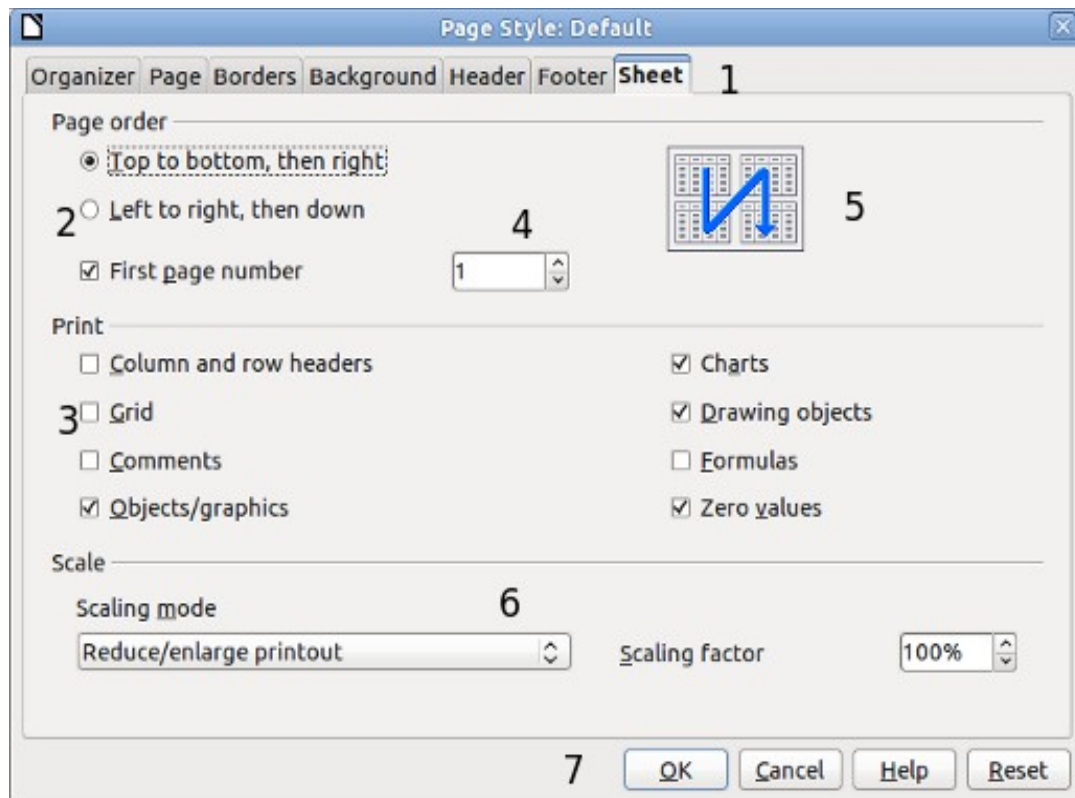 Page Style: Default
Organizer Page Borders Background Header Footer Sheet 1
Page order
Top to bottom, then right
2 Left to right, then down 4 5
First page number 1
Print
Column and row headers Charts
3 Grid Drawing objects
Comments Formulas
Objects/graphics Zero values
Scale
Scaling mode 6
Reduce/enlarge printout Scaling factor 100%
7 OK Cancel Help Reset